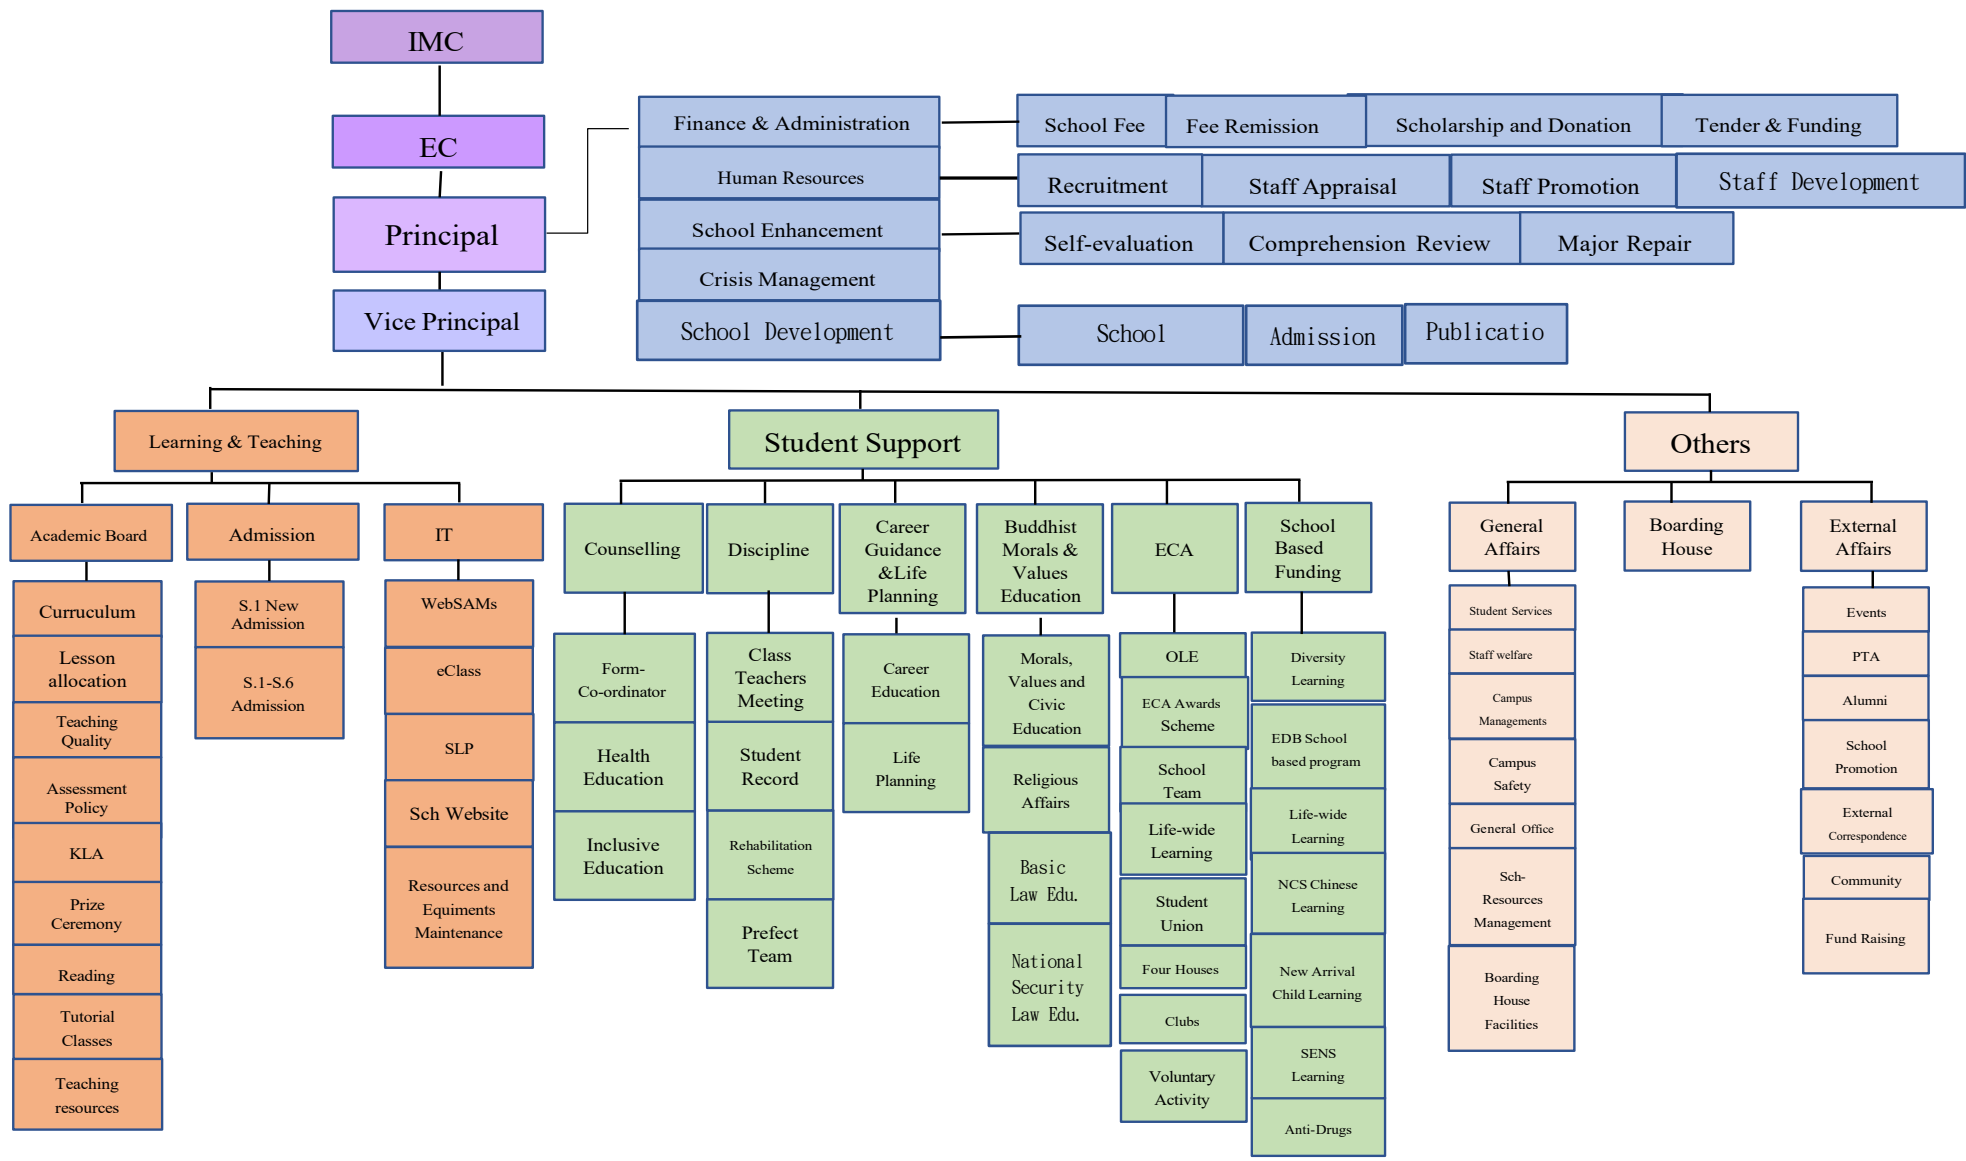 IMC
EC
Principal
Vice Principal
Finance & Administration
School Fee
Fee Remission
Scholarship and Donation
Tender & Funding
Human Resources
Recruitment
Staff Appraisal
Staff Promotion
Staff Development
School Enhancement
Self-evaluation
Comprehension Review
Major Repair
Crisis Management
School Development
School
Admission
Publicatio
Learning & Teaching
Student Support
Others
Academic Board
Curruculum
Lesson
allocation
Teaching
Quality
Assessment
Policy
KLA
Prize
Ceremony
Reading
Tutorial
Classes
Teaching
resources
Admission
S.1 New
Admission
S.1-S.6
Admission
IT
WebSAMs
eClass
SLP
Sch Website
Resources and
Equiments
Maintenance
Counselling
Form-
Co-ordinator
Health
Education
Inclusive
Education
Discipline
Class
Teachers
Meeting
Student
Record
Rehabilitation
Scheme
Prefect
Team
Career
Guidance
&Life
Planning
Career
Education
Life
Planning
Buddhist
Morals &
Values
Education
Morals,
Values and
Civic
Education
Religious
Affairs
Basic
Law Edu.
National
Security
Law Edu.
ECA
OLE
ECA Awards
Scheme
School
Team
Life-wide
Learning
Student
Union
Four Houses
Clubs
Voluntary
Activity
School
Based
Funding
Diversity
Learning
EDB School
based program
Life-wide
Learning
NCS Chinese
Learning
New Arrival
Child Learning
SENS
Learning
Anti-Drugs
General
Affairs
Student Services
Staff welfare
Campus
Managements
Campus
Safety
General Office
Sch-
Resources
Management
Boarding
House
Facilities
Boarding
House
External
Affairs
Events
PTA
Alumni
School
Promotion
External
Correspondence
Community
Fund Raising